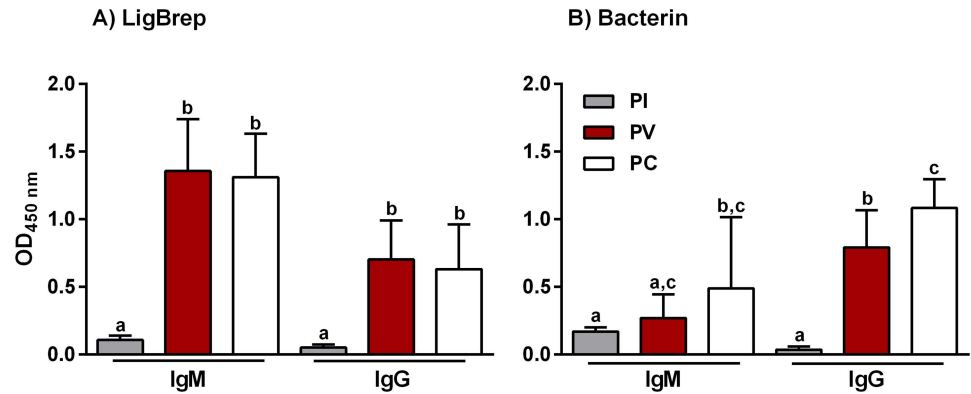 A) LigBrep
B) Bacterin
OD450 nm
2.0
1.5
1.0
0.5
0.0
a
b
b
a
b
b
IgM
IgG
2.0
1.5
1.0
0.5
0.0
PI
PV
PC
a
a,c
b,c
a
b
c
IgM
IgG